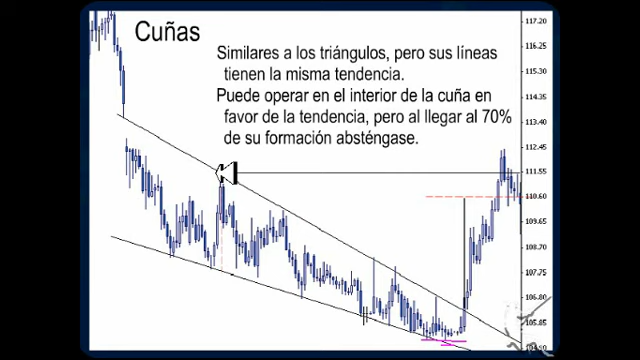 Cuñas
Similares a los triángulos, pero sus líneas
tienen la misma tendencia.
Puede operar en el interior de la cuña en
favor de la tendencia, pero al llegar al 70%
de su formación absténgase.
117.20
116.25
115.30
114.35
113.40
112.45
111.55
110.60
109.65
108.70
107.75
106.80
105.85
104.90